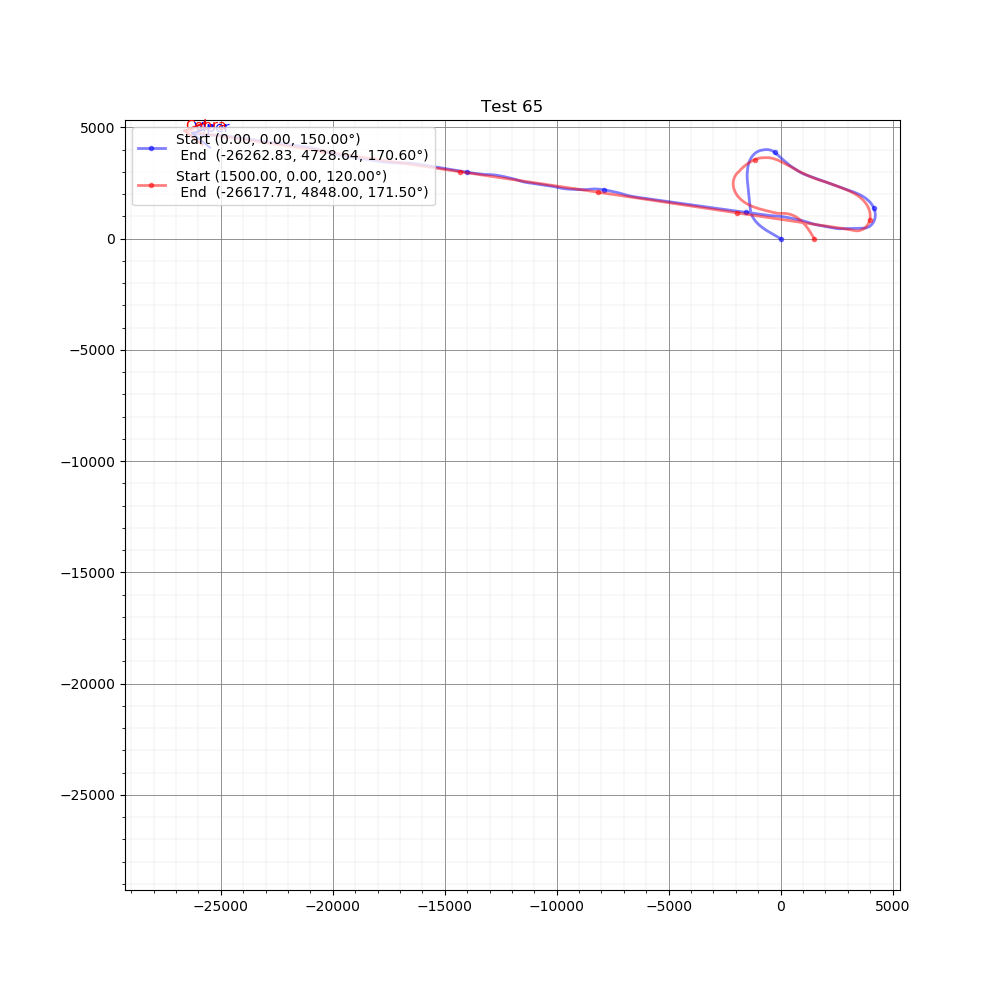 Test 65
Start (0.00, 0.00, 150.00°)
End (-26262.83, 4728.64, 170.60°)
Start (1500.00, 0.00, 120.00°)
End (-26617.71, 4848.00, 171.50°)
5000
0
−5000
−10000
−15000
−20000
−25000
−25000 −20000 −15000 −10000 −5000 0 5000